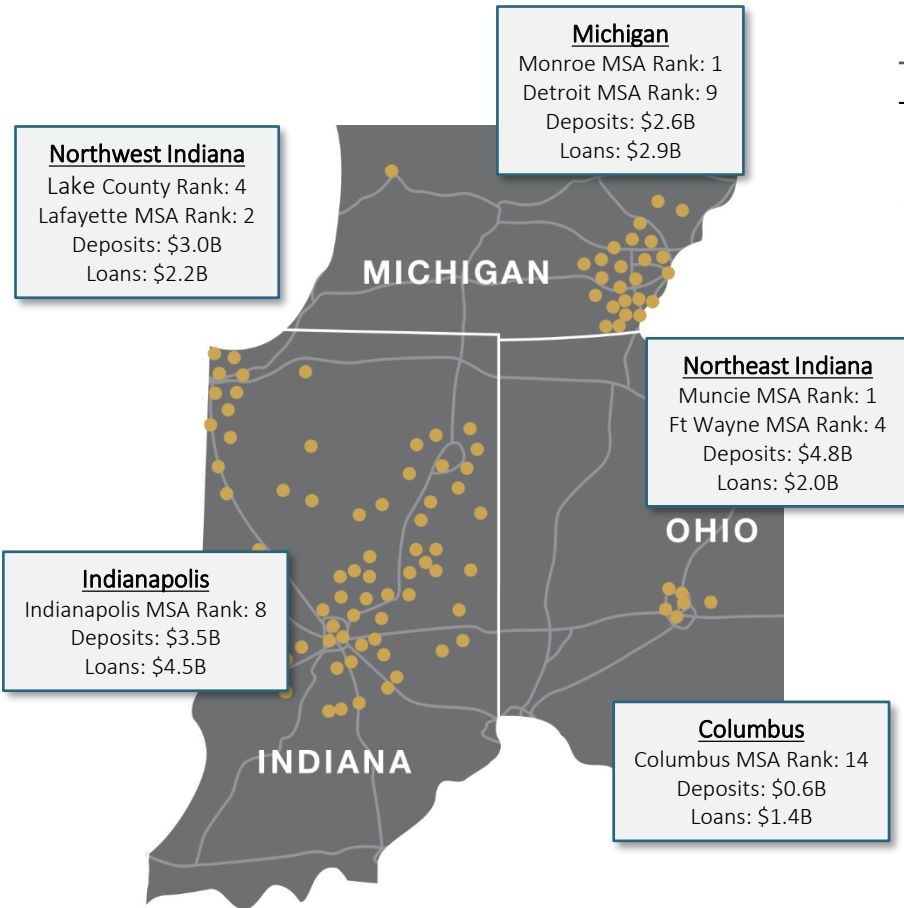 Michigan
Monroe MSA Rank: 1
Detroit MSA Rank: 9
Deposits: $2.6B
Loans: $2.9B
Northwest Indiana
Lake County Rank: 4
Lafayette MSA Rank: 2
Deposits: $3.0B
Loans: $2.2B
MICHIGAN
Northeast Indiana
Muncie MSA Rank: 1
Ft Wayne MSA Rank: 4
Deposits: $4.8B
Loans: $2.0B
OHIO
Indianapolis
Indianapolis MSA Rank: 8
Deposits: $3.5B
Loans: $4.5B
INDIANA
Columbus
Columbus MSA Rank: 14
Deposits: $0.6B
Loans: $1.4B